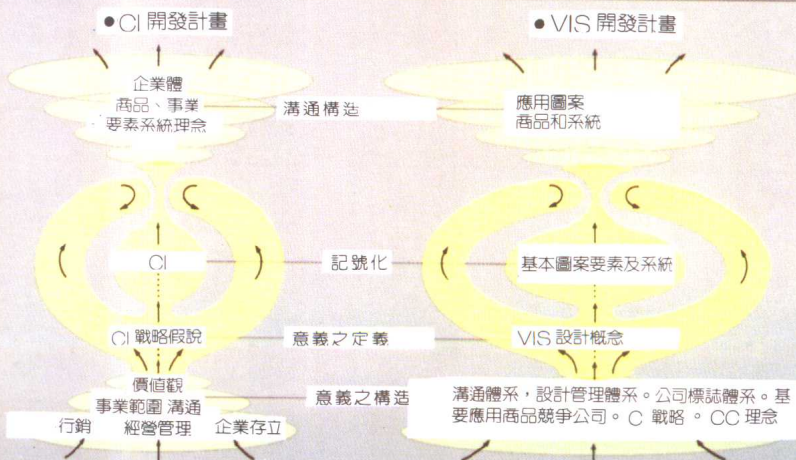 ● CI 開發計畫
● VIS 開發計畫
企業體
商品、事業
要素系統理念
溝通構造
應用圖案
商品和系統
CI
記號化
基本圖案要素及系統
CI 戰略假說
意義之定義
VIS 設計概念
價値觀
事業範圍 溝通
行銷 經營管理 企業存立
意義之構造
溝通體系，設計管理體系。公司標誌體系。基
要應用商品競爭公司。C 戰略。CC 理念